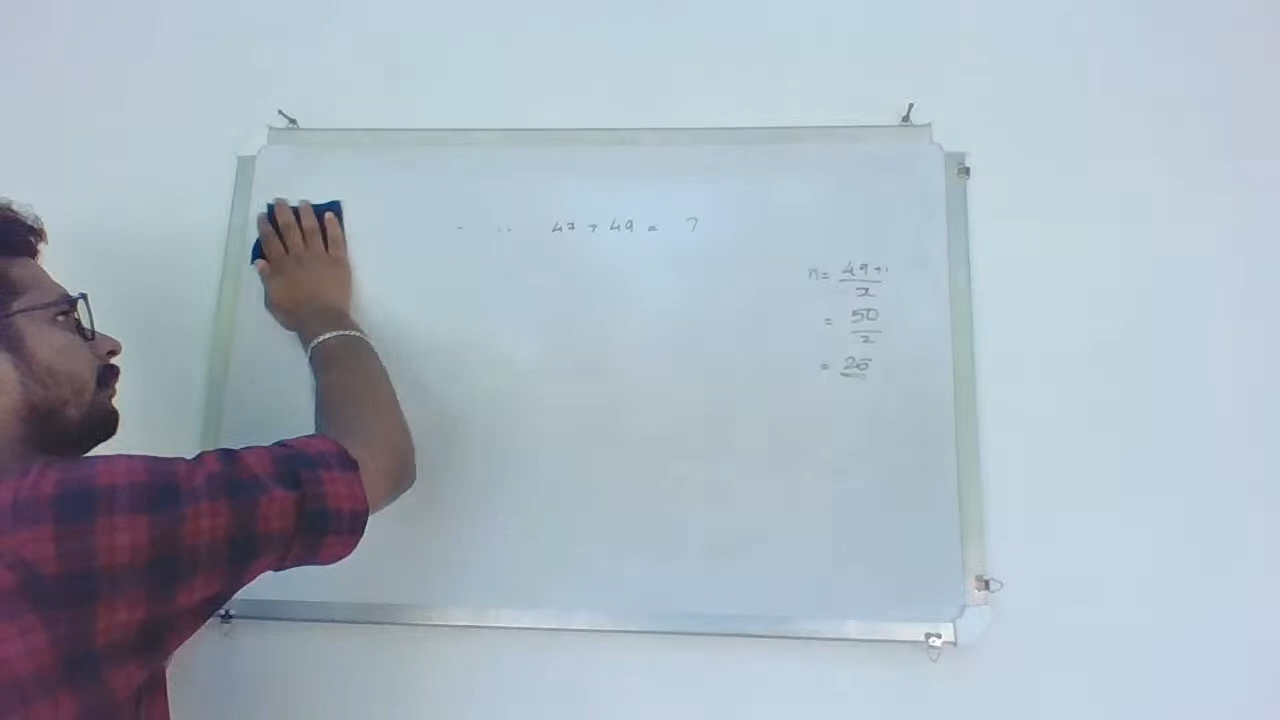 47 + 49 = ?
n = 49+1
2
= 50
2
= 25